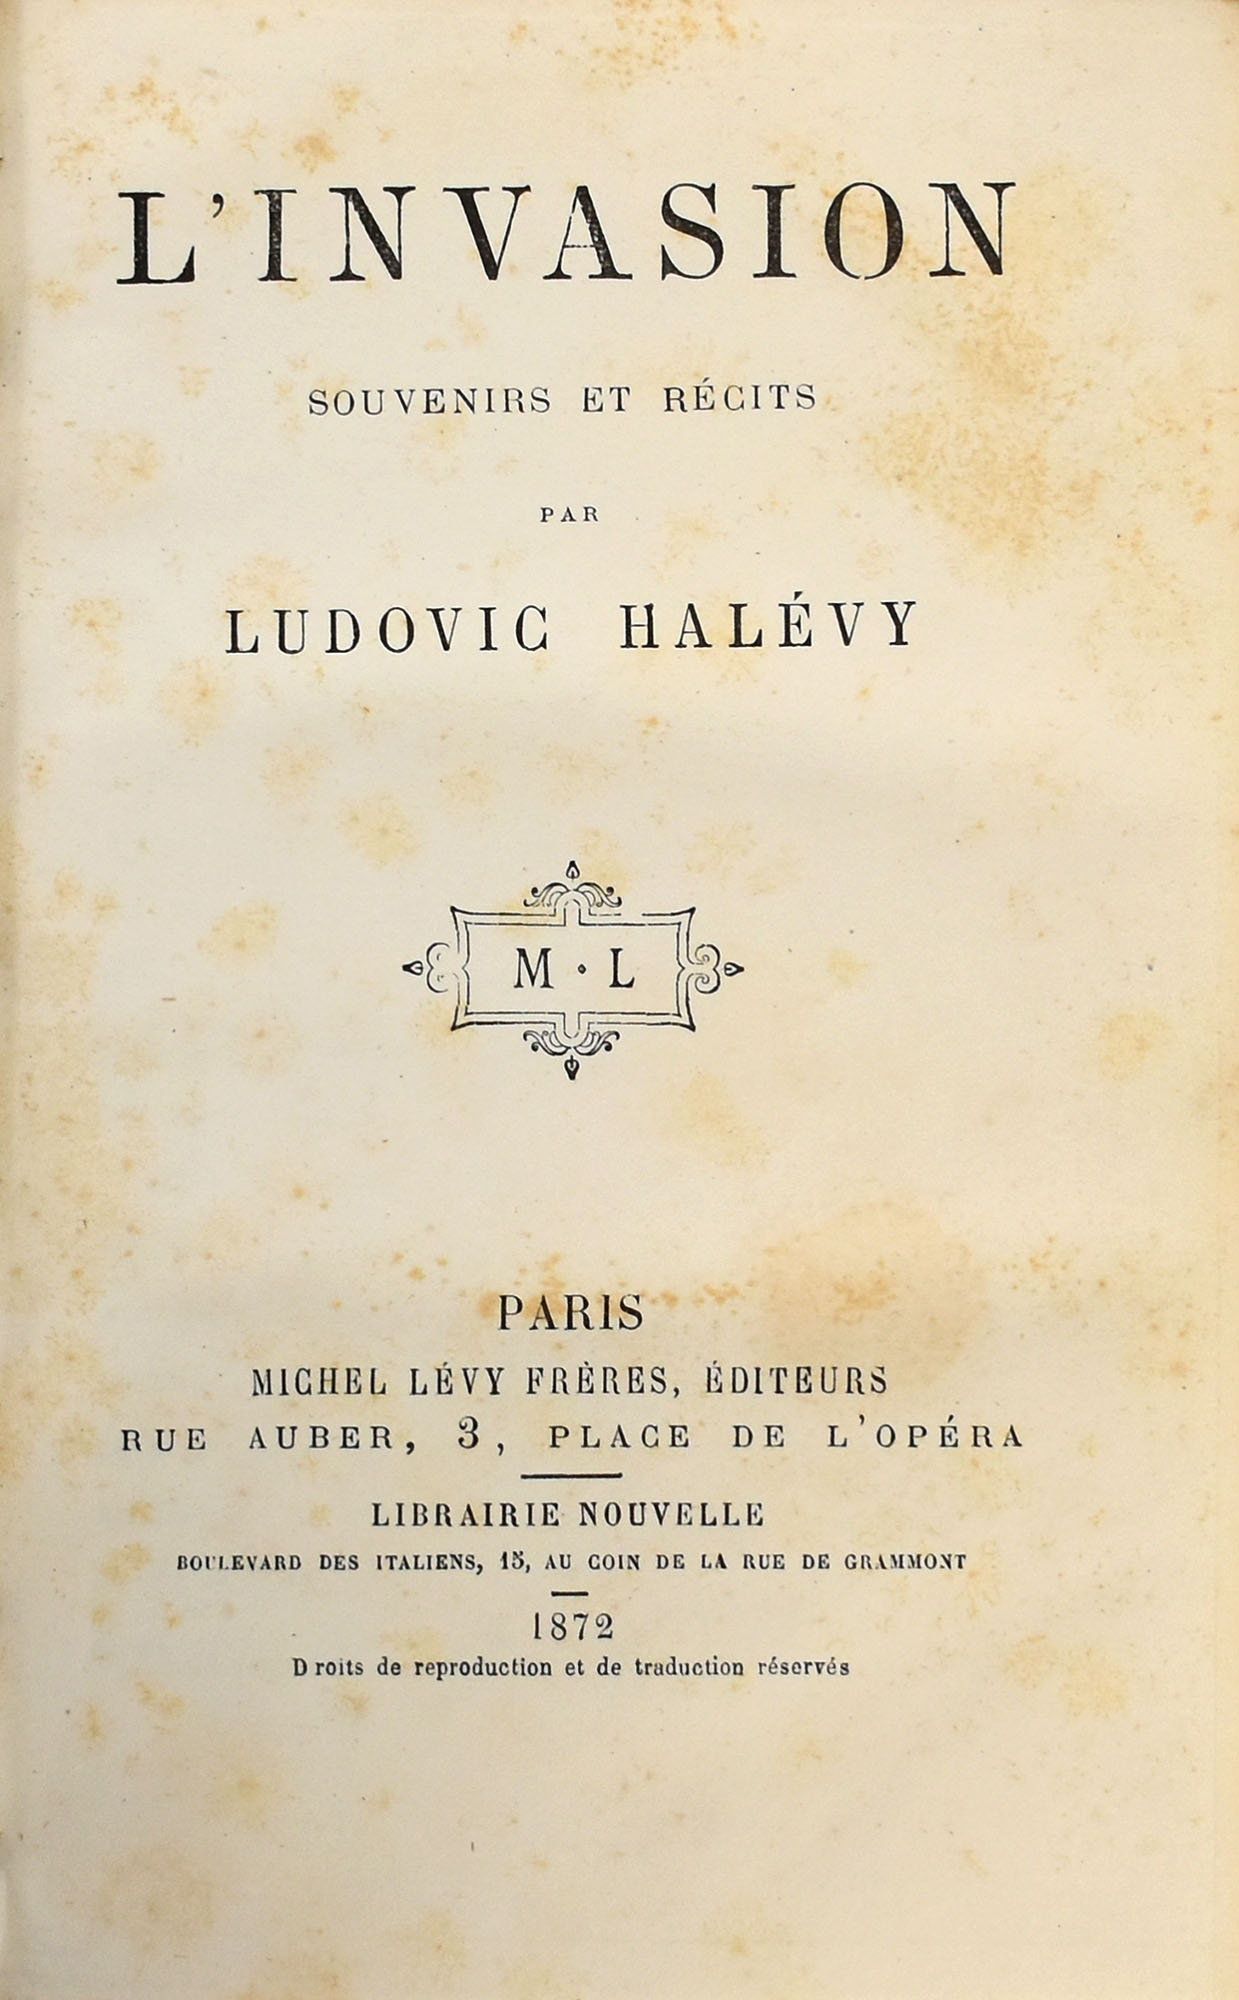 L'INVASION
SOUVENIRS ET RÉCITS
PAR
LUDOVIC HALÉVY
M · L
PARIS
MICHEL LÉVY FRÈRES, ÉDITEURS
RUE AUBER, 3, PLACE DE L'OPÉRA
LIBRAIRIE NOUVELLE
BOULEVARD DES ITALIENS, 15, AU COIN DE LA RUE DE GRAMMONT
1872
Droits de reproduction et de traduction réservés